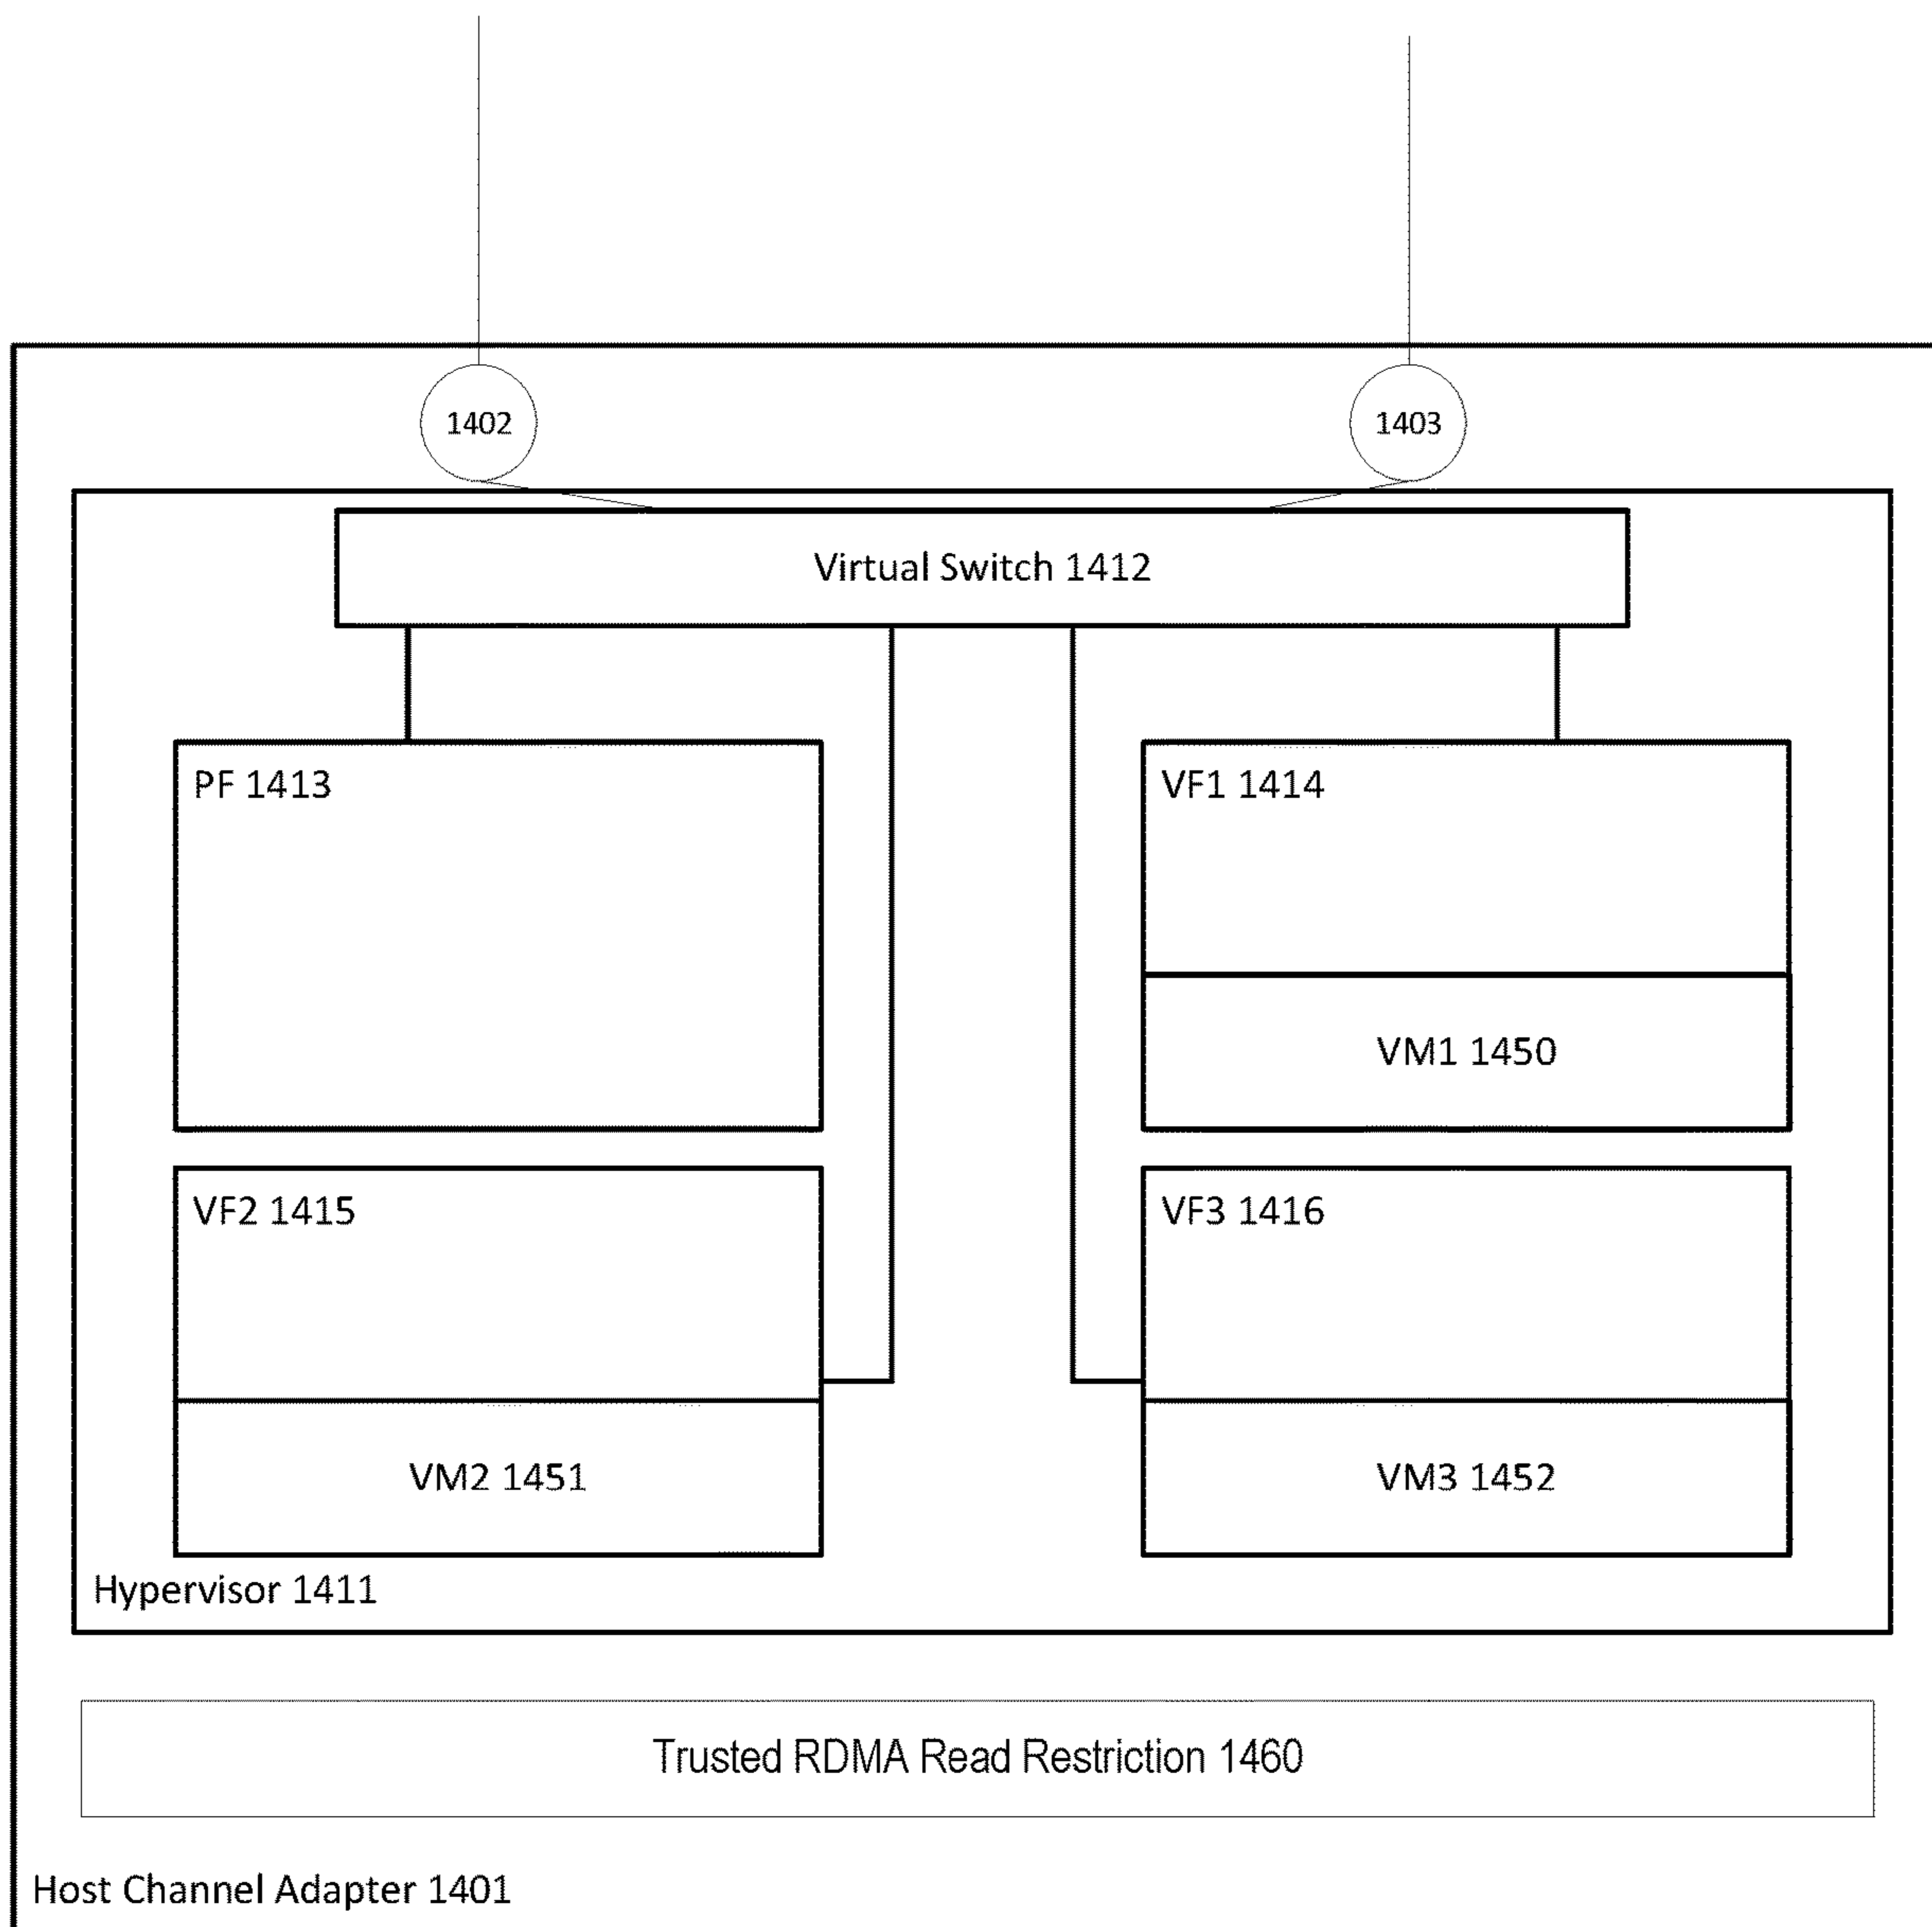 1402
1403
Virtual Switch 1412
PF 1413
VF1 1414
VM1 1450
VF2 1415
VF3 1416
VM2 1451
VM3 1452
Hypervisor 1411
Trusted RDMA Read Restriction 1460
Host Channel Adapter 1401